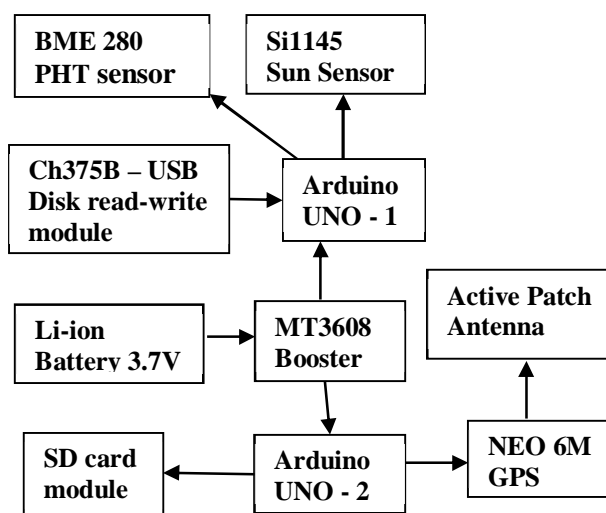 BME 280
PHT sensor
Si1145
Sun Sensor
Ch375B – USB
Disk read-write
module
Arduino
UNO - 1
Li-ion
Battery 3.7V
MT3608
Booster
Active Patch
Antenna
SD card
module
Arduino
UNO - 2
NEO 6M
GPS